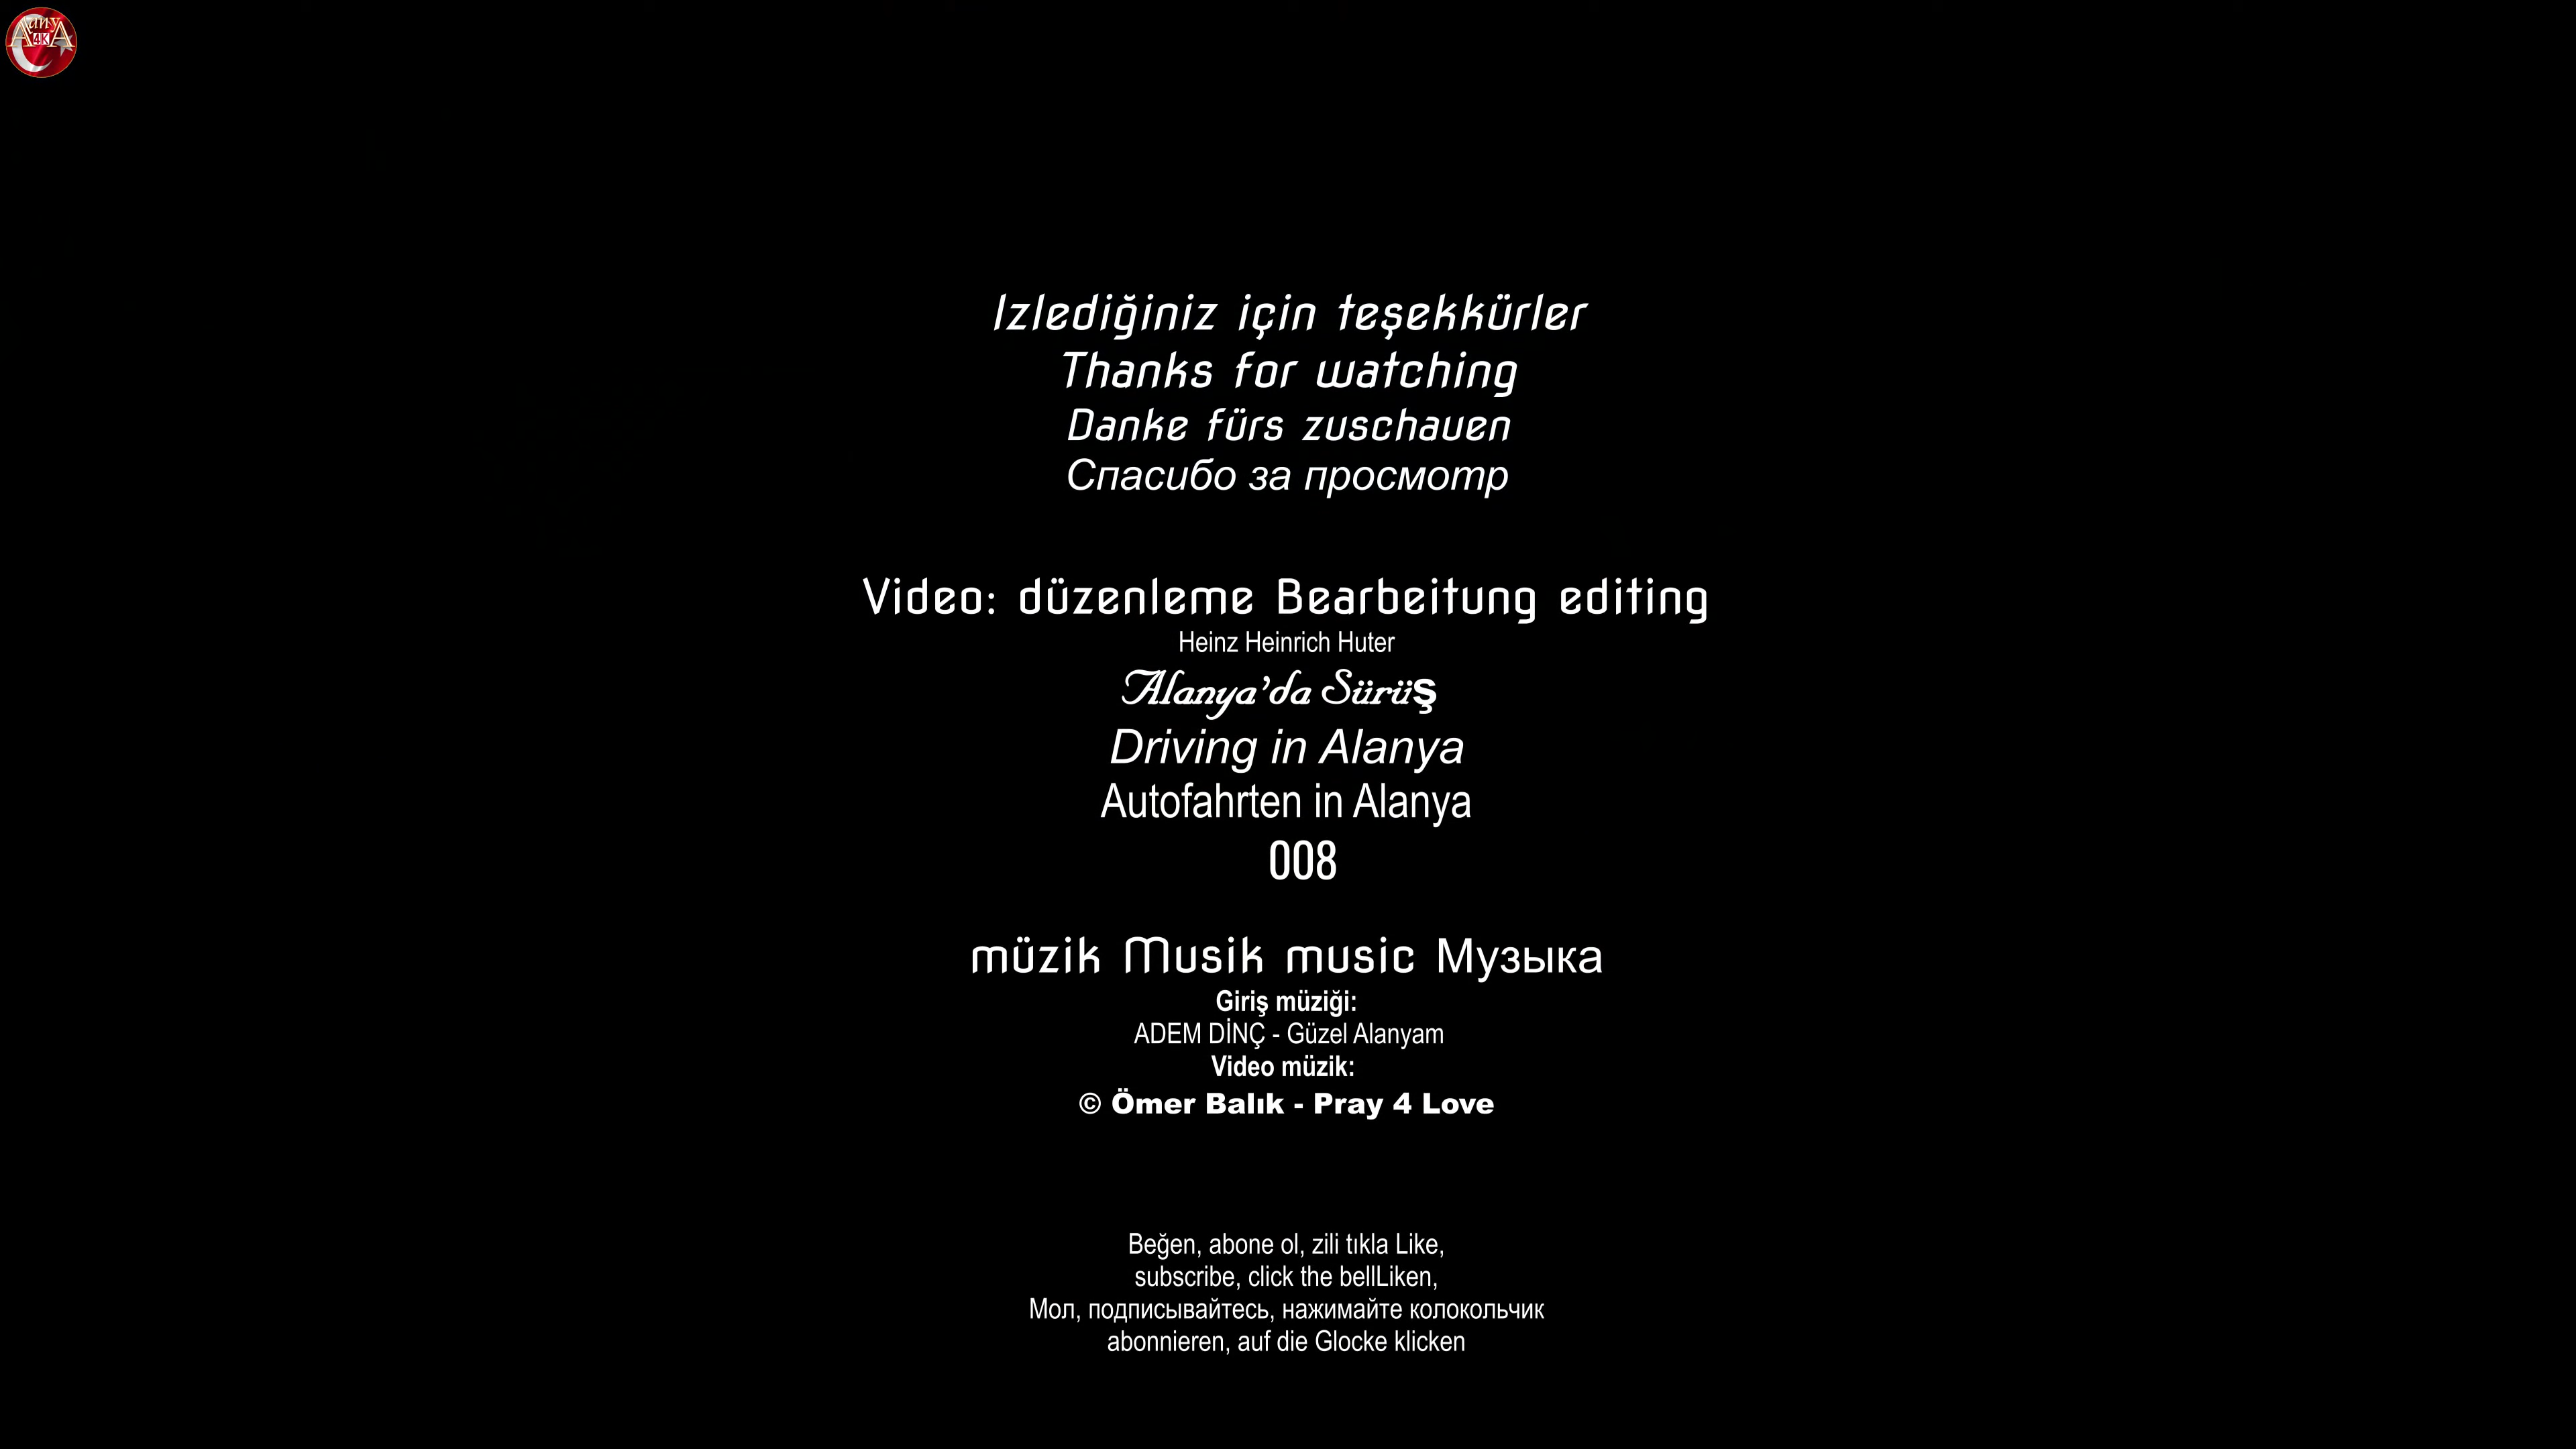 Alanya
4K
Izlediğiniz için teşekkürler
Thanks for watching
Danke fürs zuschauen
Спасибо за просмотр
Video: düzenleme Bearbeitung editing
Heinz Heinrich Huter
Alanya'da Sürüş
Driving in Alanya
Autofahrten in Alanya
008
müzik Musik music Музыка
Giriş müziği:
ADEM DİNÇ - Güzel Alanyam
Video müzik:
© Ömer Balık - Pray 4 Love
Beğen, abone ol, zili tıkla Like,
subscribe, click the bellLiken,
Мол, подписывайтесь, нажимайте колокольчик
abonnieren, auf die Glocke klicken